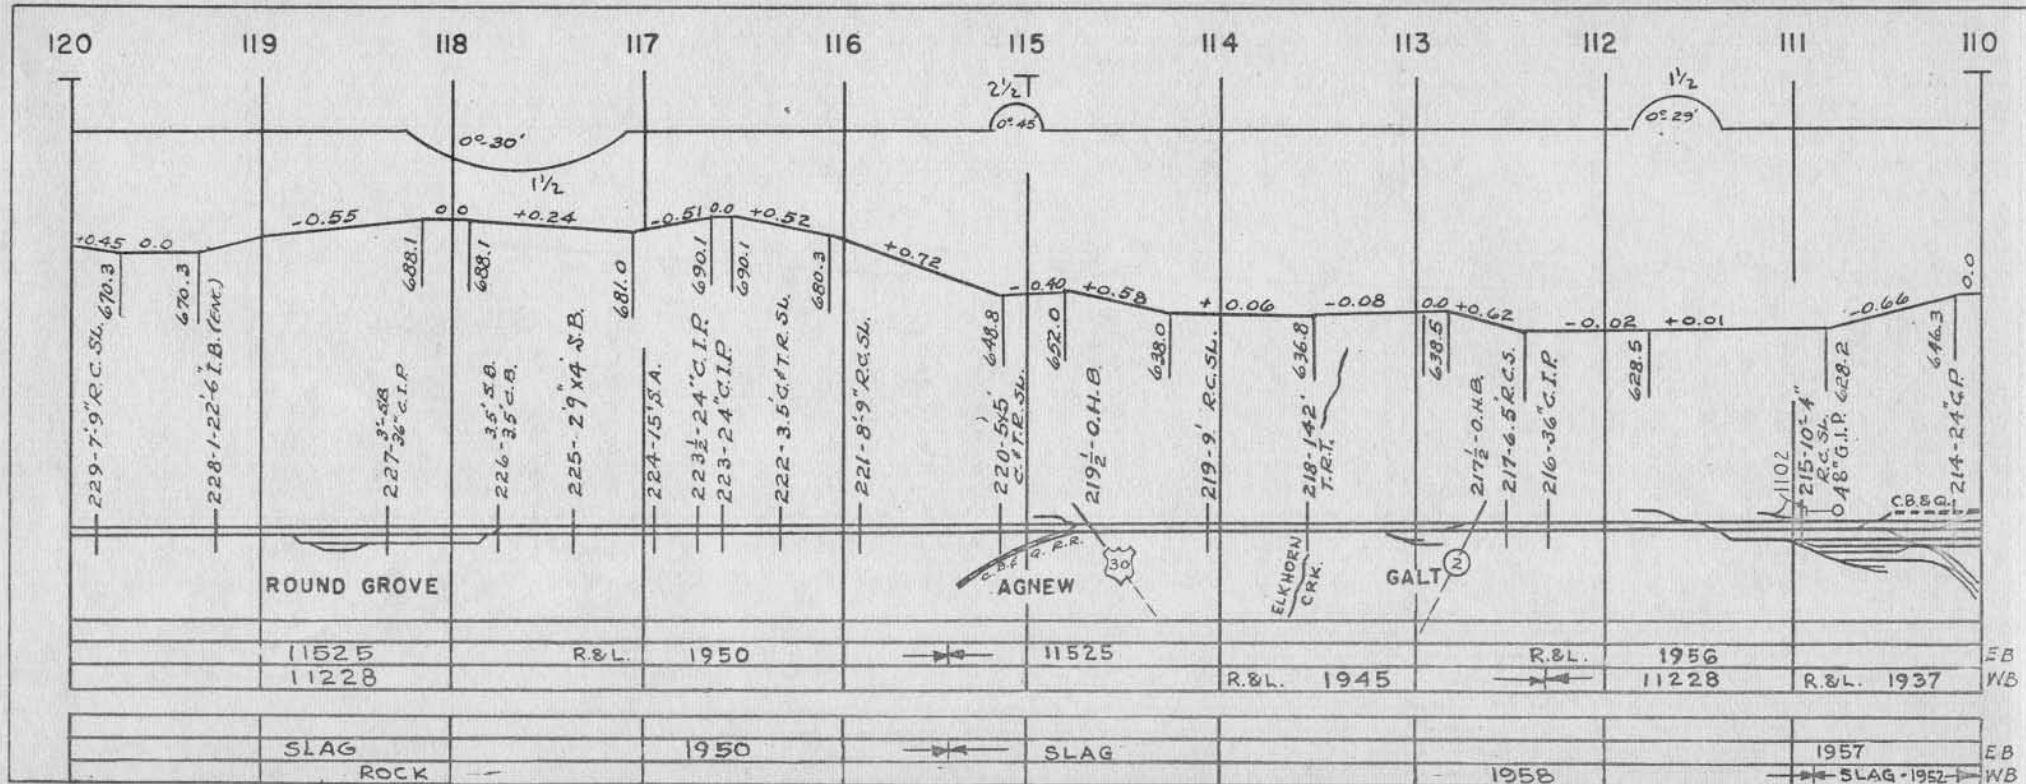 120 119 118 117 116 115 114 113 112 111 110
2½ 1½
0°-30' 0°-45' 0°-29'
1½
+0.45 0.0 -0.55 0.0 +0.24 -0.51 0.0 +0.52 +0.72 -0.40 +0.58 +0.06 -0.08 0.0 +0.62 -0.02 +0.01 -0.66 0.0
670.3 670.3 688.1 688.1 681.0 690.1 690.1 680.3 648.8 652.0 638.0 636.8 638.5 628.5 628.2 646.3
229-7'-9" R.C.SL.
228-1-22'-6" I.B. (ENC.)
227-3'-S.B.
36" C.I.P.
226-3.5' S.B.
3.5' C.B.
225-2'9"x4' S.B.
224-15' S.A.
223½-24" C.I.P.
223-24" C.I.P.
222-3.5' C.&T.R.SL.
221-8'-9" R.C.SL.
220-5'x5'
C.&T.R.SL.
219½-O.H.B.
219-9' R.C.SL.
218-142'
T.R.T.
217½-O.H.B.
217-6.5' R.C.S.
216-36" C.I.P.
1102
215-10'-4"
R.C.SL.
48" C.I.P.
214-24" C.P.
C.B.&Q.
ROUND GROVE
C.B.& Q. R.R.
AGNEW
30
ELKHORN
CRK.
GALT
2
11525 R.&L. 1950 11525 R.&L. 1956 EB
11228 R.&L. 1945 11228 R.&L. 1937 WB
SLAG 1950 SLAG 1957 EB
ROCK 1958 SLAG-1952 WB